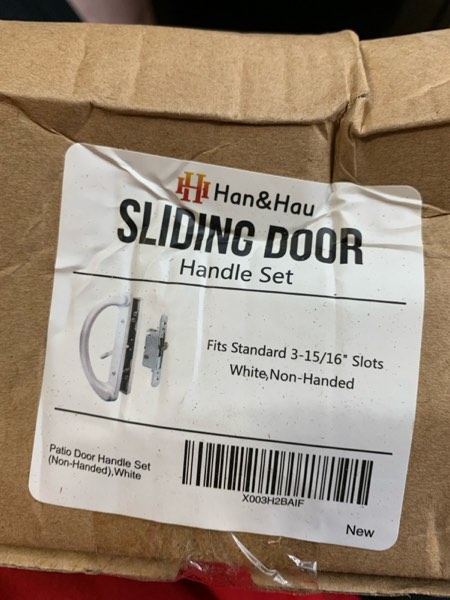 Han&Hau
SLIDING DOOR
Handle Set
Fits Standard 3-15/16" Slots
White,Non-Handed
Patio Door Handle Set
(Non-Handed),White
X003H2BAIF
New